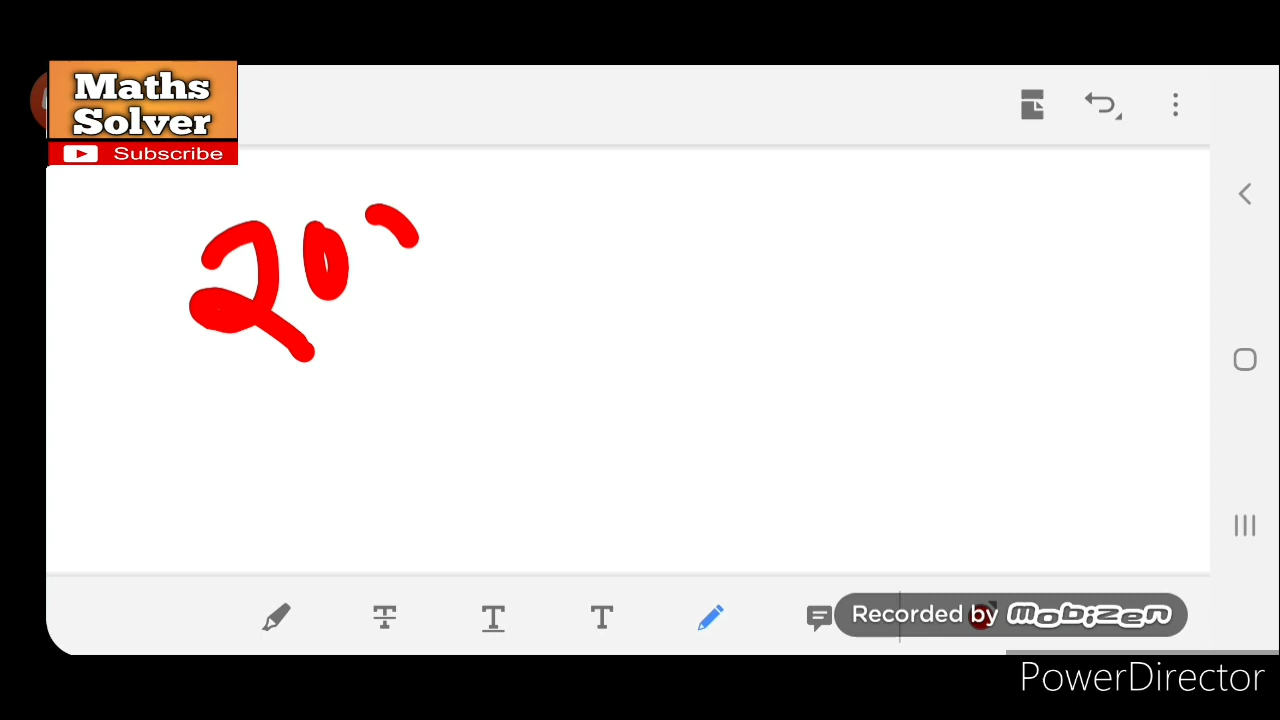 Maths
Solver
Subscribe
20
T
T
T
Recorded by mobizen
PowerDirector